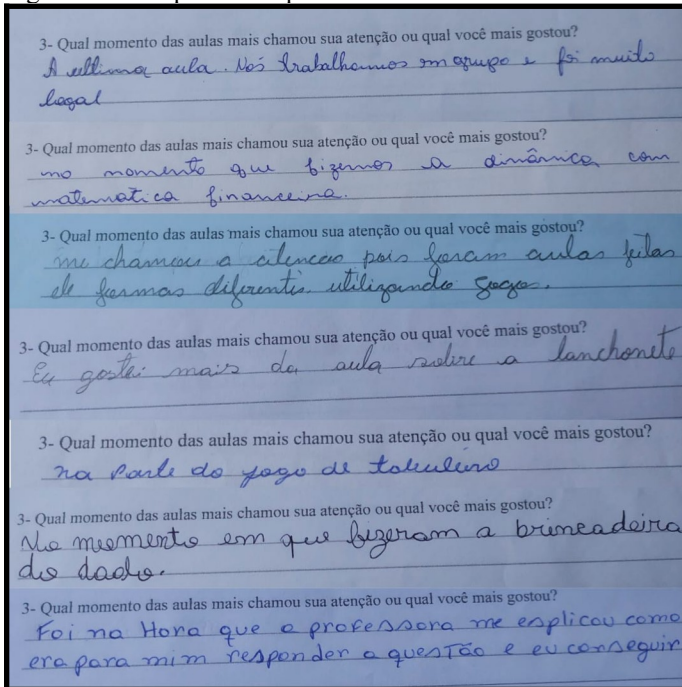 3- Qual momento das aulas mais chamou sua atenção ou qual você mais gostou?
A ultima aula. Nós trabalhamos em grupo e foi muito
legal
3- Qual momento das aulas mais chamou sua atenção ou qual você mais gostou?
no momento que fizemos a dinâmica com
matematica financeira.
3- Qual momento das aulas mais chamou sua atenção ou qual você mais gostou?
me chamou a atencao pois foram aulas feitas
de formas diferentis utilizando jogos.
3- Qual momento das aulas mais chamou sua atenção ou qual você mais gostou?
Eu gostei mais da aula sobre a lanchonete
3- Qual momento das aulas mais chamou sua atenção ou qual você mais gostou?
na parte do jogo de tabuleiro
3- Qual momento das aulas mais chamou sua atenção ou qual você mais gostou?
No momento em que fizeram a brincadeira
do dado.
3- Qual momento das aulas mais chamou sua atenção ou qual você mais gostou?
Foi na Hora que a professora me esplicou como
era para mim responder a questão e eu conseguir